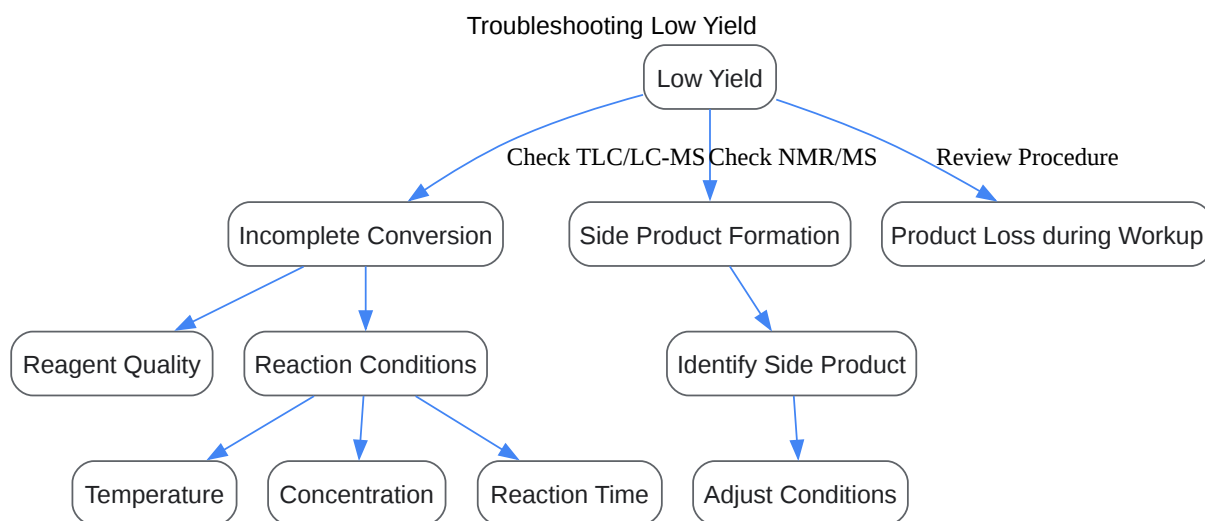 Troubleshooting Low Yield
Low Yield
Check TLC/LC-MS
Check NMR/MS
Review Procedure
Incomplete Conversion
Side Product Formation
Product Loss during Workup
Reagent Quality
Reaction Conditions
Identify Side Product
Temperature
Concentration
Reaction Time
Adjust Conditions